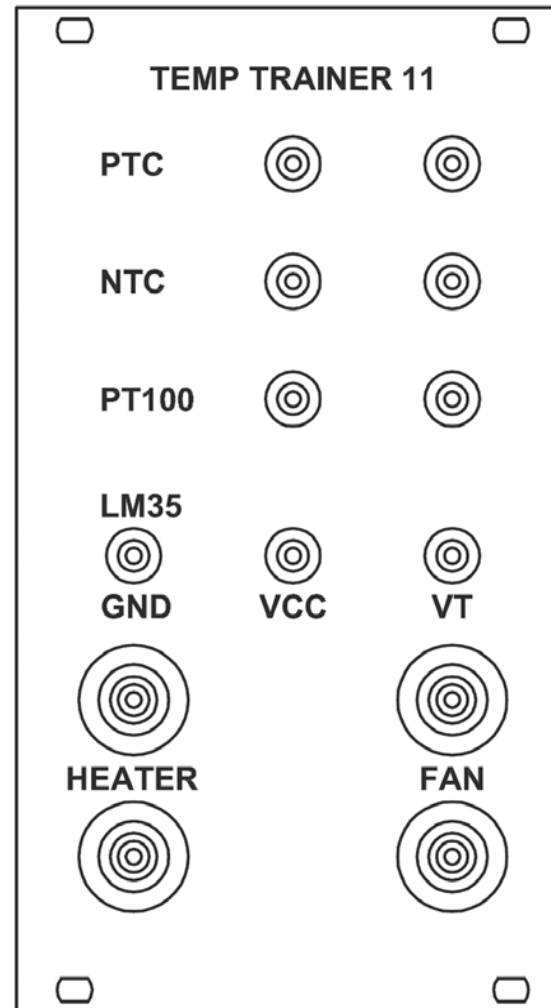 TEMP TRAINER 11
PTC
NTC
PT100
LM35
GND VCC VT
HEATER FAN